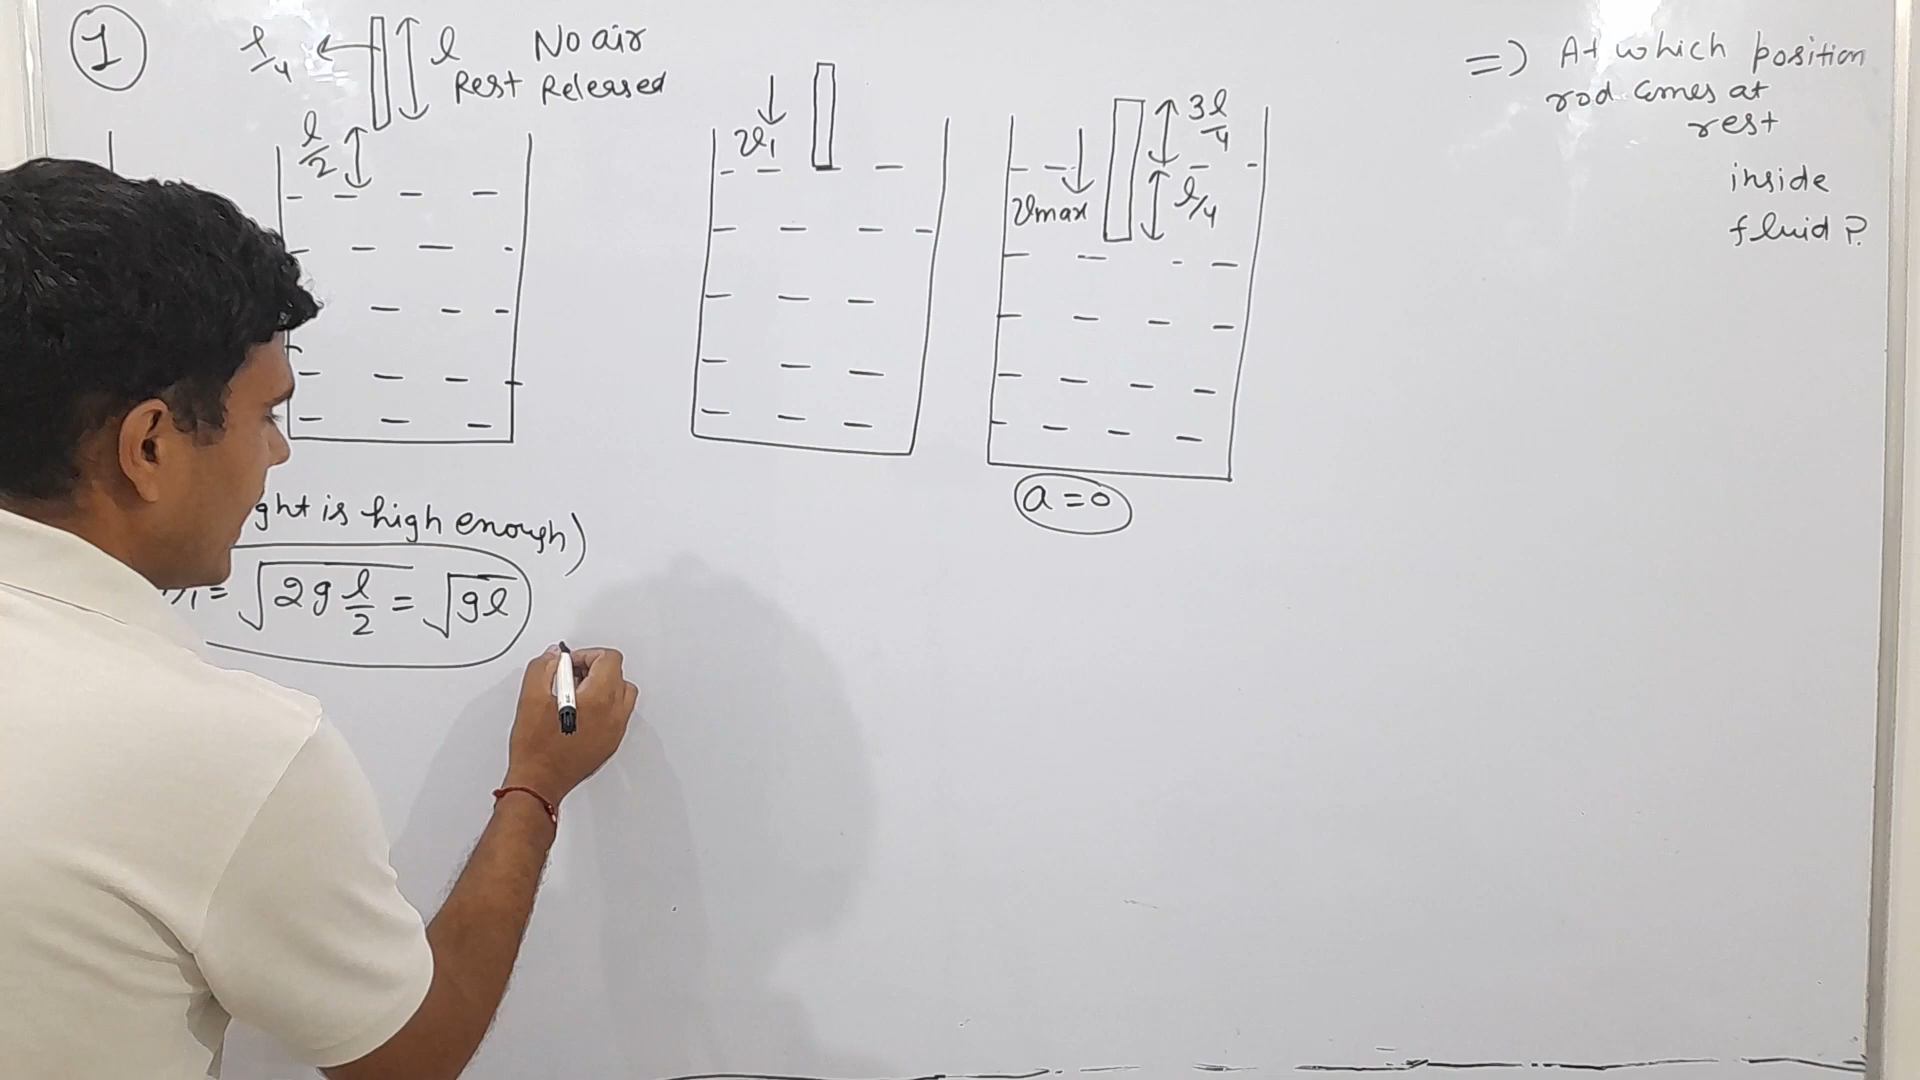 1
l/4 ← l No air
Rest Released
l/2
v₁
3l/4
l/4
vmax
a = 0
ght is high enough)
= √(2g l/2) = √(gl)
=> At which position
rod comes at
rest
inside
fluid ?